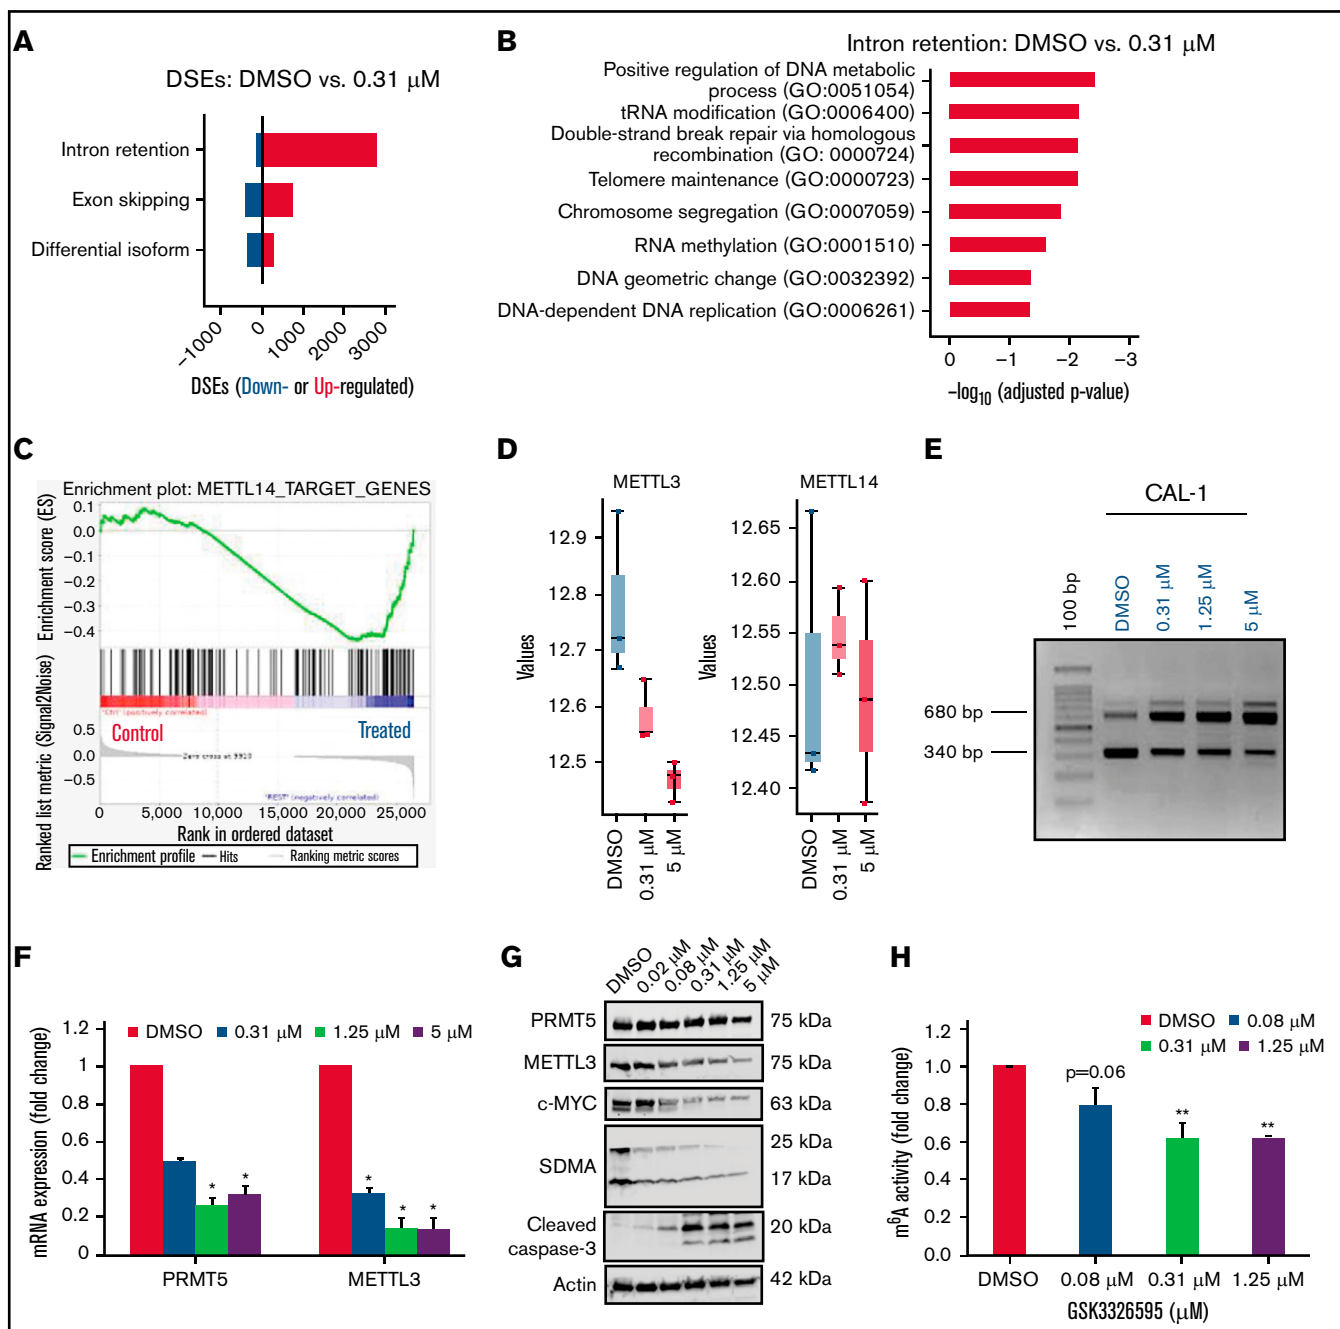 A
DSEs: DMSO vs. 0.31 μM
Intron retention
Exon skipping
Differential isoform
−1000
0
1000
2000
3000
DSEs (Down- or Up-regulated)
B
Intron retention: DMSO vs. 0.31 μM
Positive regulation of DNA metabolic
process (GO:0051054)
tRNA modification (GO:0006400)
Double-strand break repair via homologous
recombination (GO: 0000724)
Telomere maintenance (GO:0000723)
Chromosome segregation (GO:0007059)
RNA methylation (GO:0001510)
DNA geometric change (GO:0032392)
DNA-dependent DNA replication (GO:0006261)
0 −1 −2 −3
−log10 (adjusted p-value)
C
Enrichment plot: METTL14_TARGET_GENES
Enrichment score (ES)
0.1
0.0
−0.1
−0.2
−0.3
−0.4
Ranked list metric (Signal2Noise)
(positively correlated)
Control
Treated
0.5
0.0
−0.5
Zero cross at 9910
'REST' (negatively correlated)
0 5,000 10,000 15,000 20,000 25,000
Rank in ordered dataset
Enrichment profile Hits Ranking metric scores
D
METTL3
Values
12.9
12.8
12.7
12.6
12.5
DMSO
0.31 μM
5 μM
METTL14
Values
12.65
12.60
12.55
12.50
12.45
12.40
DMSO
0.31 μM
5 μM
E
CAL-1
100 bp
DMSO
0.31 μM
1.25 μM
5 μM
680 bp
340 bp
F
mRNA expression (fold change)
DMSO 0.31 μM 1.25 μM 5 μM
1.2
1
0.8
0.6
0.4
0.2
0
* *
* * *
PRMT5 METTL3
G
DMSO
0.02 μM
0.08 μM
0.31 μM
1.25 μM
5 μM
PRMT5 75 kDa
METTL3 75 kDa
c-MYC 63 kDa
SDMA
25 kDa
17 kDa
Cleaved
caspase-3
20 kDa
Actin 42 kDa
H
m6A activity (fold change)
DMSO 0.08 μM
0.31 μM 1.25 μM
1.2
1.0
0.8
0.6
0.4
0.2
0.0
p=0.06
** **
DMSO 0.08 μM 0.31 μM 1.25 μM
GSK3326595 (μM)